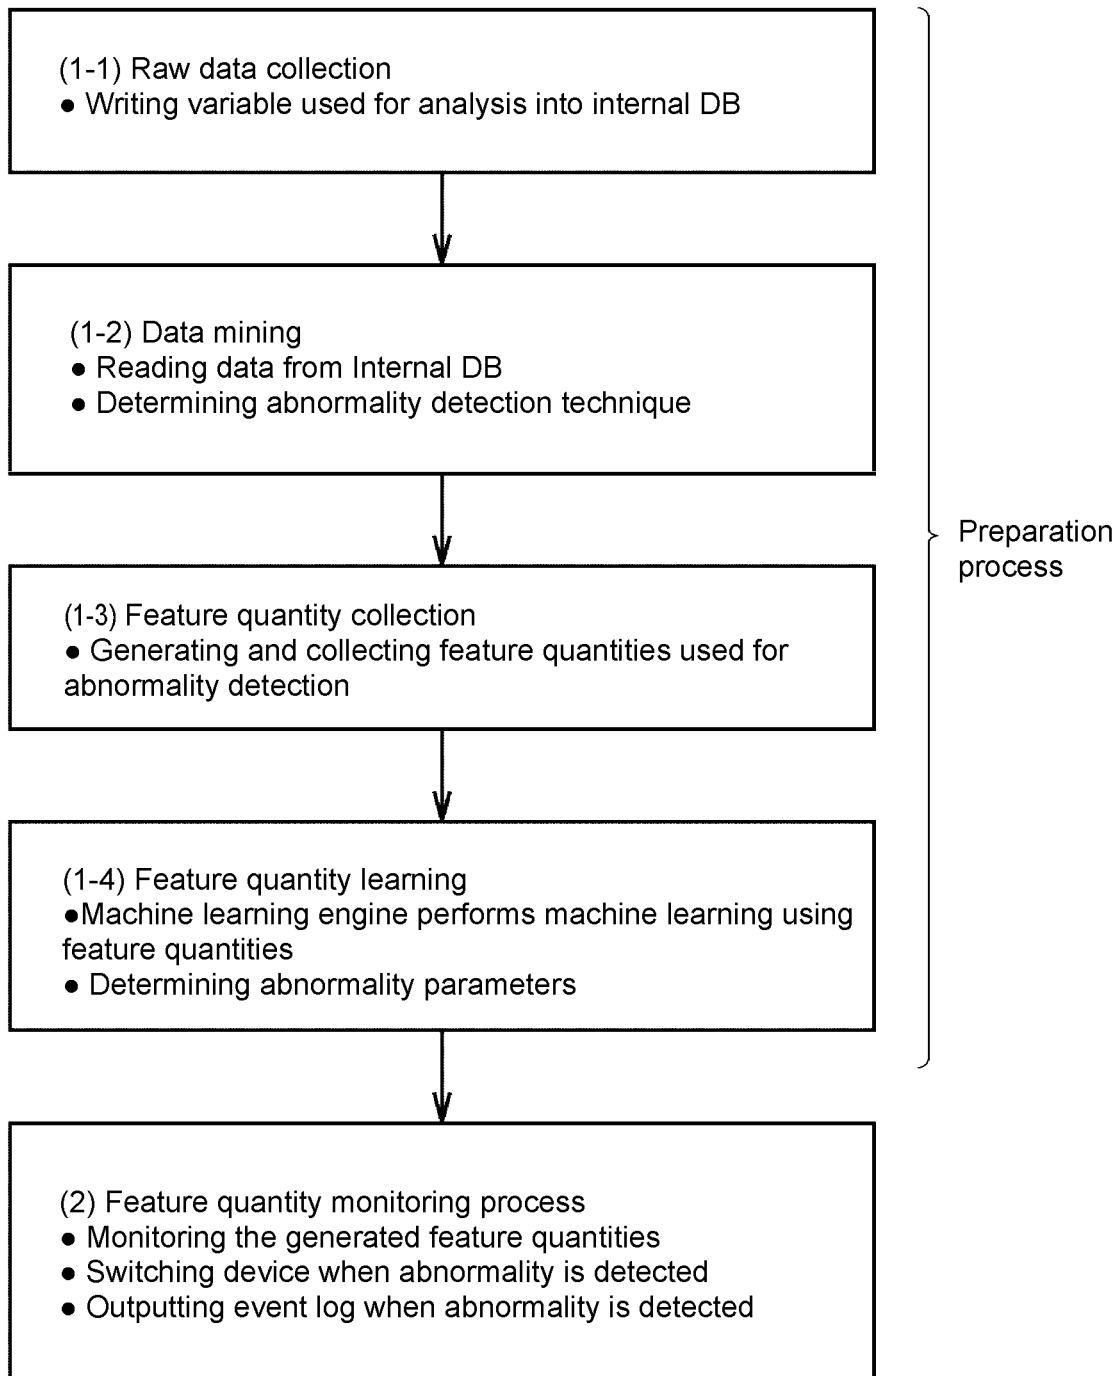 (1-1) Raw data collection
● Writing variable used for analysis into internal DB
(1-2) Data mining
● Reading data from Internal DB
● Determining abnormality detection technique
(1-3) Feature quantity collection
● Generating and collecting feature quantities used for
abnormality detection
(1-4) Feature quantity learning
●Machine learning engine performs machine learning using
feature quantities
● Determining abnormality parameters
Preparation
process
(2) Feature quantity monitoring process
● Monitoring the generated feature quantities
● Switching device when abnormality is detected
● Outputting event log when abnormality is detected